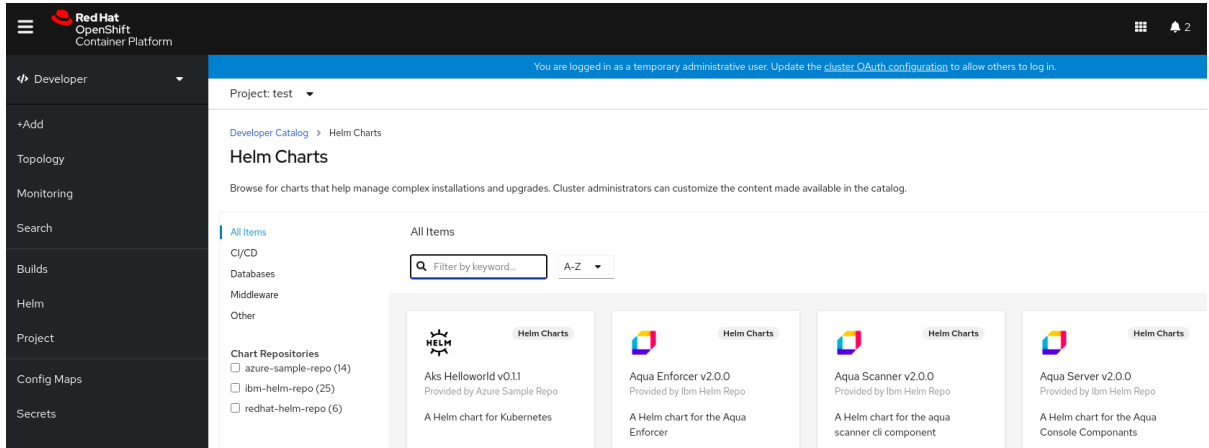 Red Hat
OpenShift
Container Platform
2
Developer
You are logged in as a temporary administrative user. Update the cluster OAuth configuration to allow others to log in.
Project: test
+Add
Topology
Monitoring
Search
Builds
Helm
Project
Config Maps
Secrets
Developer Catalog > Helm Charts
Helm Charts
Browse for charts that help manage complex installations and upgrades. Cluster administrators can customize the content made available in the catalog.
All Items
CI/CD
Databases
Middleware
Other
Chart Repositories
azure-sample-repo (14)
ibm-helm-repo (25)
redhat-helm-repo (6)
All Items
Filter by keyword...
A-Z
HELM
Helm Charts
Aks Helloworld v0.1.1
Provided by Azure Sample Repo
A Helm chart for Kubernetes
Helm Charts
Aqua Enforcer v2.0.0
Provided by Ibm Helm Repo
A Helm chart for the Aqua
Enforcer
Helm Charts
Aqua Scanner v2.0.0
Provided by Ibm Helm Repo
A Helm chart for the aqua
scanner cli component
Helm Charts
Aqua Server v2.0.0
Provided by Ibm Helm Repo
A Helm chart for the Aqua
Console Componants